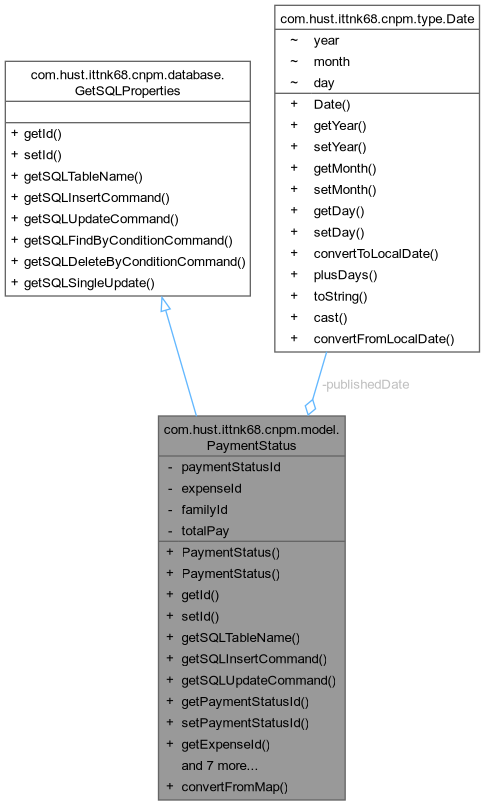 com.hust.ittnk68.cnpm.type.Date
~ year
~ month
~ day
+ Date()
+ getYear()
+ setYear()
+ getMonth()
+ setMonth()
+ getDay()
+ setDay()
+ convertToLocalDate()
+ plusDays()
+ toString()
+ cast()
+ convertFromLocalDate()
com.hust.ittnk68.cnpm.database.
GetSQLProperties
+ getId()
+ setId()
+ getSQLTableName()
+ getSQLInsertCommand()
+ getSQLUpdateCommand()
+ getSQLFindByConditionCommand()
+ getSQLDeleteByConditionCommand()
+ getSQLSingleUpdate()
-publishedDate
com.hust.ittnk68.cnpm.model.
PaymentStatus
- paymentStatusId
- expenseId
- familyId
- totalPay
+ PaymentStatus()
+ PaymentStatus()
+ getId()
+ setId()
+ getSQLTableName()
+ getSQLInsertCommand()
+ getSQLUpdateCommand()
+ getPaymentStatusId()
+ setPaymentStatusId()
+ getExpenseId()
and 7 more...
+ convertFromMap()